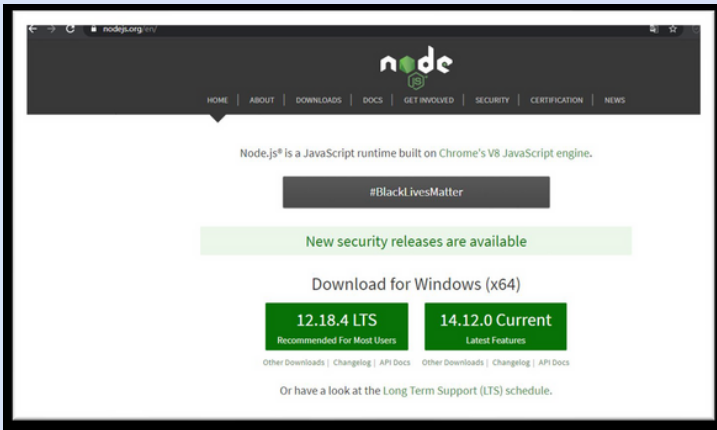 nodejs.org/en/
node
JS
HOME | ABOUT | DOWNLOADS | DOCS | GET INVOLVED | SECURITY | CERTIFICATION | NEWS
Node.js® is a JavaScript runtime built on Chrome's V8 JavaScript engine.
#BlackLivesMatter
New security releases are available
Download for Windows (x64)
12.18.4 LTS
Recommended For Most Users
14.12.0 Current
Latest Features
Other Downloads | Changelog | API Docs
Other Downloads | Changelog | API Docs
Or have a look at the Long Term Support (LTS) schedule.